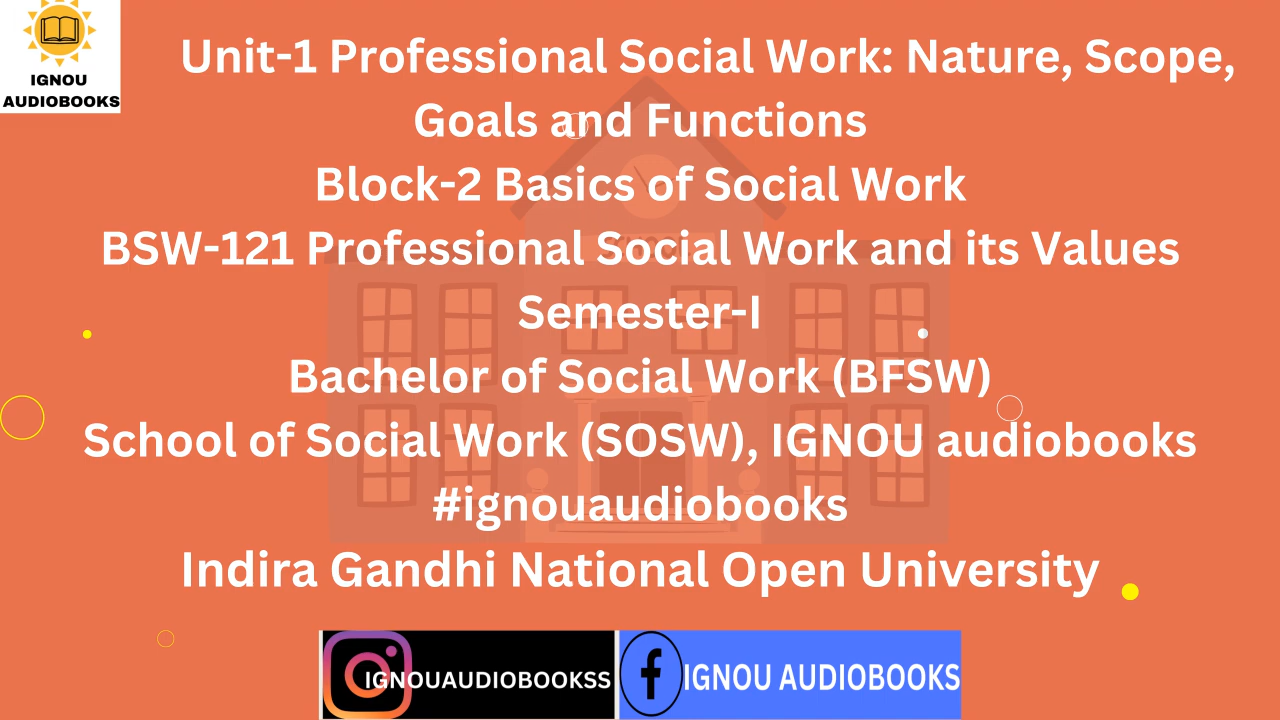 IGNOU
AUDIOBOOKS
Unit-1 Professional Social Work: Nature, Scope,
Goals and Functions
Block-2 Basics of Social Work
BSW-121 Professional Social Work and its Values
Semester-I
Bachelor of Social Work (BFSW)
School of Social Work (SOSW), IGNOU audiobooks
#ignouaudiobooks
Indira Gandhi National Open University
IGNOUAUDIOBOOKSS
IGNOU AUDIOBOOKS